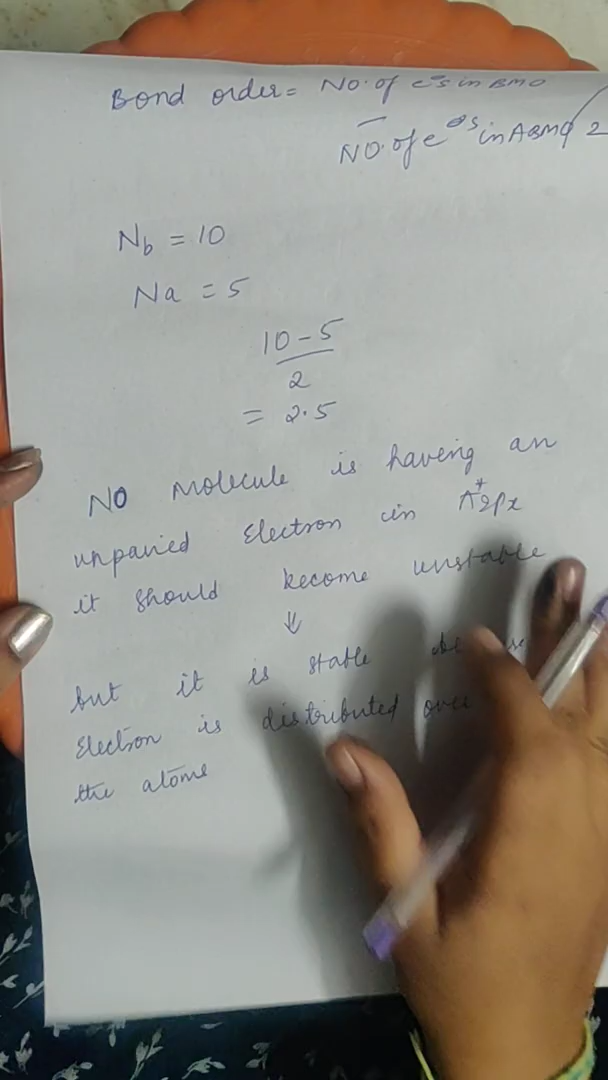 Bond order = No. of e⁻s in BMO
– No. of e⁻s in ABMO / 2
Nb = 10
Na = 5
10 - 5
2
= 2.5
NO molecule is having an
unpaired Electron in
it should become unstable
⇓
but it is stable
Electron is distributed over
the atoms